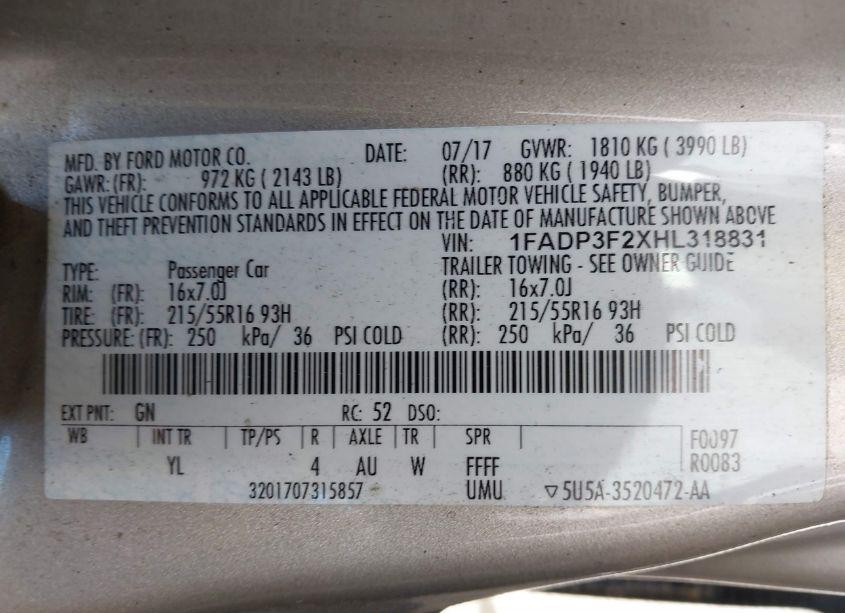 MFD. BY FORD MOTOR CO. DATE: 07/17 GVWR: 1810 KG ( 3990 LB)
GAWR: (FR): 972 KG ( 2143 LB) (RR): 880 KG ( 1940 LB)
THIS VEHICLE CONFORMS TO ALL APPLICABLE FEDERAL MOTOR VEHICLE SAFETY, BUMPER,
AND THEFT PREVENTION STANDARDS IN EFFECT ON THE DATE OF MANUFACTURE SHOWN ABOVE
VIN: 1FADP3F2XHL318831
TYPE: Passenger Car TRAILER TOWING - SEE OWNER GUIDE
RIM: (FR): 16x7.0J (RR): 16x7.0J
TIRE: (FR): 215/55R16 93H (RR): 215/55R16 93H
PRESSURE: (FR): 250 kPa/ 36 PSI COLD (RR): 250 kPa/ 36 PSI COLD
EXT PNT: GN RC: 52 DSO:
WB INT TR TP/PS R AXLE TR SPR F0097
YL 4 AU W FFFF R0083
3201707315857 UMU ▽5U5A-3520472-AA